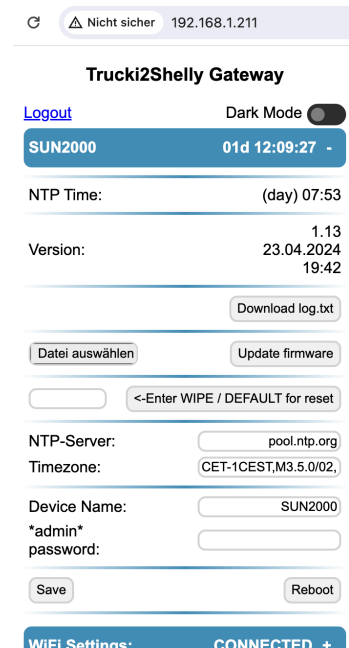 Nicht sicher 192.168.1.211
Trucki2Shelly Gateway
Logout Dark Mode
SUN2000 01d 12:09:27 -
NTP Time: (day) 07:53
Version: 1.13
23.04.2024
19:42
Download log.txt
Datei auswählen Update firmware
<-Enter WIPE / DEFAULT for reset
NTP-Server: pool.ntp.org
Timezone: CET-1CEST,M3.5.0/02,
Device Name: SUN2000
*admin*
password:
Save Reboot
WiFi Settings: CONNECTED +